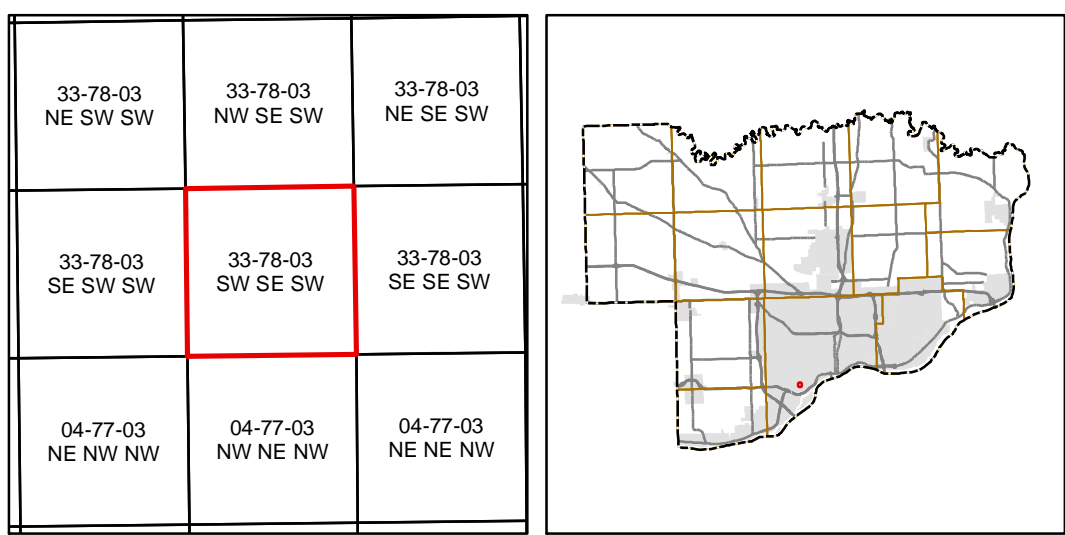 33-78-03
NE SW SW
33-78-03
NW SE SW
33-78-03
NE SE SW
33-78-03
SE SW SW
33-78-03
SW SE SW
33-78-03
SE SE SW
04-77-03
NE NW NW
04-77-03
NW NE NW
04-77-03
NE NE NW